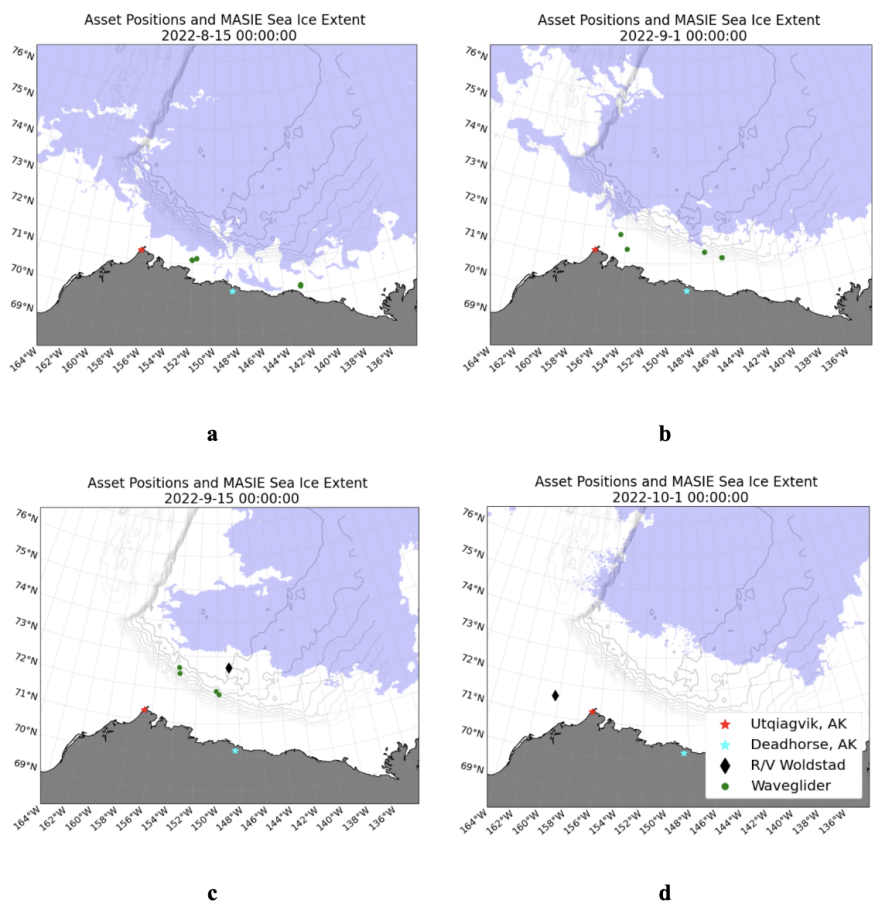 Asset Positions and MASIE Sea Ice Extent
2022-8-15 00:00:00
76°N
75°N
74°N
73°N
72°N
71°N
70°N
69°N
164°W 162°W 160°W 158°W 156°W 154°W 152°W 150°W 148°W 146°W 144°W 142°W 140°W 138°W 136°W
a
Asset Positions and MASIE Sea Ice Extent
2022-9-1 00:00:00
76°N
75°N
74°N
73°N
72°N
71°N
70°N
69°N
164°W 162°W 160°W 158°W 156°W 154°W 152°W 150°W 148°W 146°W 144°W 142°W 140°W 138°W 136°W
b
Asset Positions and MASIE Sea Ice Extent
2022-9-15 00:00:00
76°N
75°N
74°N
73°N
72°N
71°N
70°N
69°N
164°W 162°W 160°W 158°W 156°W 154°W 152°W 150°W 148°W 146°W 144°W 142°W 140°W 138°W 136°W
c
Asset Positions and MASIE Sea Ice Extent
2022-10-1 00:00:00
76°N
75°N
74°N
73°N
72°N
71°N
70°N
69°N
164°W 162°W 160°W 158°W 156°W 154°W 152°W 150°W 148°W 146°W 144°W 142°W 140°W 138°W 136°W
Utqiagvik, AK
Deadhorse, AK
R/V Woldstad
Waveglider
d